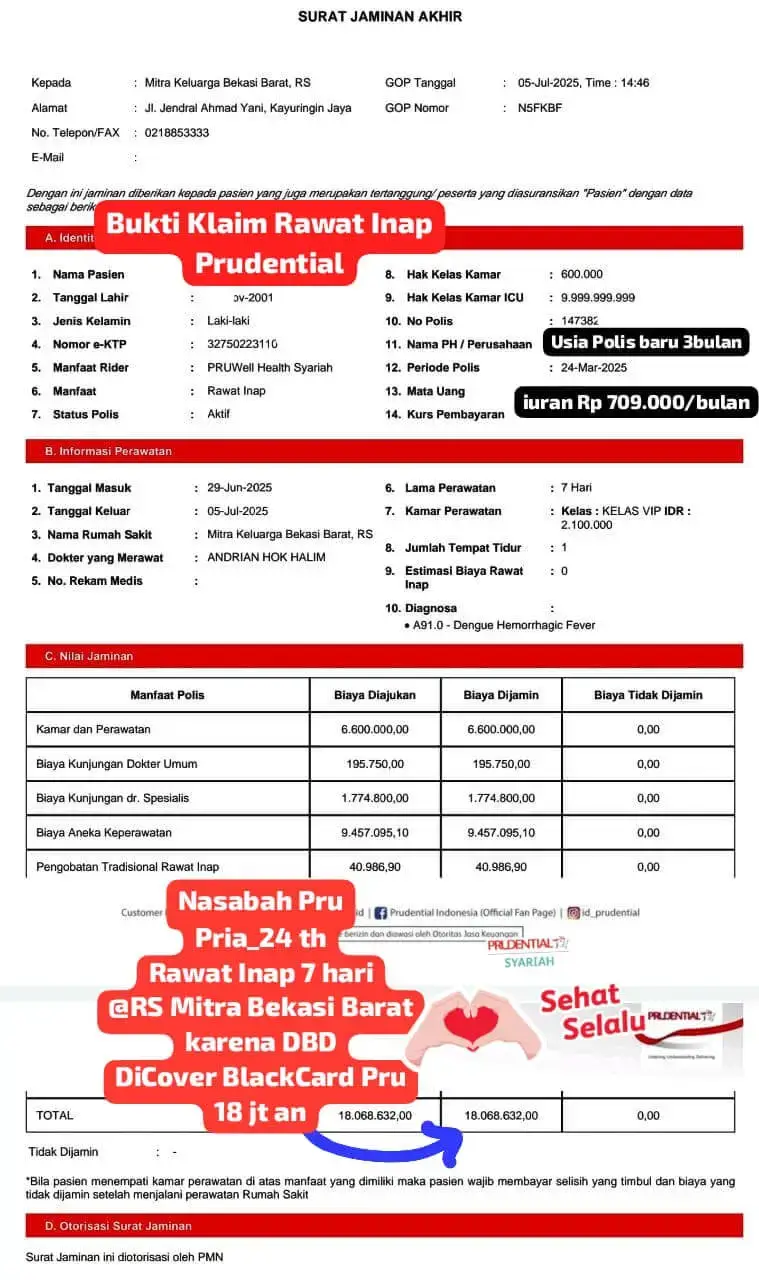 SURAT JAMINAN AKHIR
Kepada : Mitra Keluarga Bekasi Barat, RS GOP Tanggal : 05-Jul-2025, Time : 14:46
Alamat : Jl. Jendral Ahmad Yani, Kayuringin Jaya GOP Nomor : N5FKBF
No. Telepon/FAX : 0218853333
E-Mail :
Dengan ini jaminan diberikan kepada pasien yang juga merupakan tertanggung/ peserta yang diasuransikan "Pasien" dengan data
sebagai
Bukti Klaim Rawat Inap
Prudential
A. Identit
1. Nama Pasien 8. Hak Kelas Kamar : 600.000
2. Tanggal Lahir : ov-2001 9. Hak Kelas Kamar ICU : 9.999.999.999
3. Jenis Kelamin : Laki-laki 10. No Polis : 147382
4. Nomor e-KTP : 32750223110 11. Nama PH / Perusahaan
Usia Polis baru 3bulan
5. Manfaat Rider : PRUWell Health Syariah 12. Periode Polis : 24-Mar-2025
6. Manfaat : Rawat Inap 13. Mata Uang
iuran Rp 709.000/bulan
7. Status Polis : Aktif 14. Kurs Pembayaran
B. Informasi Perawatan
1. Tanggal Masuk : 29-Jun-2025 6. Lama Perawatan : 7 Hari
2. Tanggal Keluar : 05-Jul-2025 7. Kamar Perawatan : Kelas : KELAS VIP IDR :
2.100.000
3. Nama Rumah Sakit : Mitra Keluarga Bekasi Barat, RS
4. Dokter yang Merawat : ANDRIAN HOK HALIM 8. Jumlah Tempat Tidur : 1
5. No. Rekam Medis : 9. Estimasi Biaya Rawat : 0
Inap
10. Diagnosa :
• A91.0 - Dengue Hemorrhagic Fever
C. Nilai Jaminan
Manfaat Polis Biaya Diajukan Biaya Dijamin Biaya Tidak Dijamin
Kamar dan Perawatan 6.600.000,00 6.600.000,00 0,00
Biaya Kunjungan Dokter Umum 195.750,00 195.750,00 0,00
Biaya Kunjungan dr. Spesialis 1.774.800,00 1.774.800,00 0,00
Biaya Aneka Keperawatan 9.457.095,10 9.457.095,10 0,00
Pengobatan Tradisional Rawat Inap 40.986,90 40.986,90 0,00
Customer id | Prudential Indonesia (Official Fan Page) | id_prudential
berizin dan diawasi oleh Otoritas Jasa Keuangan
PRUDENTIAL
SYARIAH
Nasabah Pru
Pria_24 th
Rawat Inap 7 hari
@RS Mitra Bekasi Barat
karena DBD
DiCover BlackCard Pru
18 jt an
Sehat
Selalu
PRUDENTIAL
Listening. Understanding. Delivering.
TOTAL 18.068.632,00 18.068.632,00 0,00
Tidak Dijamin : -
*Bila pasien menempati kamar perawatan di atas manfaat yang dimiliki maka pasien wajib membayar selisih yang timbul dan biaya yang
tidak dijamin setelah menjalani perawatan Rumah Sakit
D. Otorisasi Surat Jaminan
Surat Jaminan ini diotorisasi oleh PMN